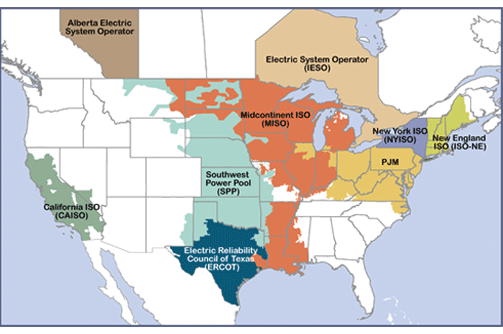 Alberta Electric
System Operator
Electric System Operator
(IESO)
Midcontinent ISO
(MISO)
New York ISO
(NYISO)
New England
ISO (ISO-NE)
PJM
Southwest
Power Pool
(SPP)
California ISO
(CAISO)
Electric Reliability
Council of Texas
(ERCOT)